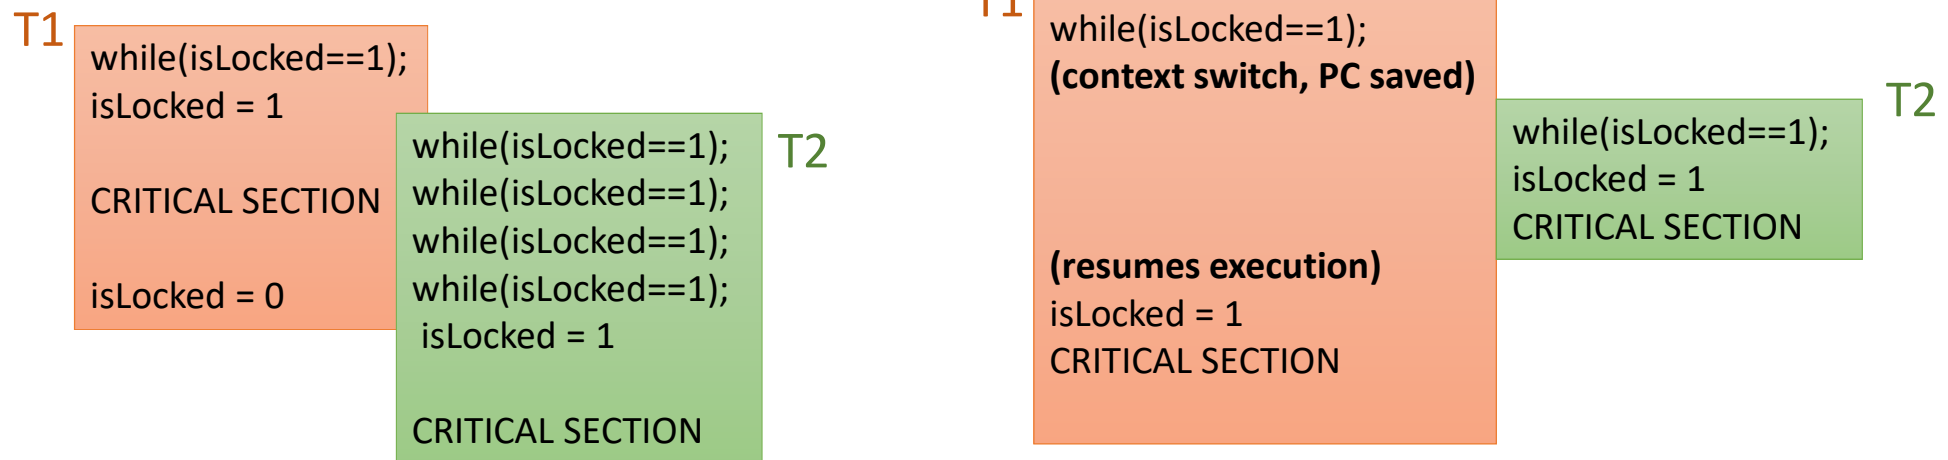 T1
while(isLocked==1);
isLocked = 1
CRITICAL SECTION
isLocked = 0
while(isLocked==1);
while(isLocked==1);
while(isLocked==1);
while(isLocked==1);
isLocked = 1
CRITICAL SECTION
T2
T1
while(isLocked==1);
(context switch, PC saved)
(resumes execution)
isLocked = 1
CRITICAL SECTION
while(isLocked==1);
isLocked = 1
CRITICAL SECTION
T2